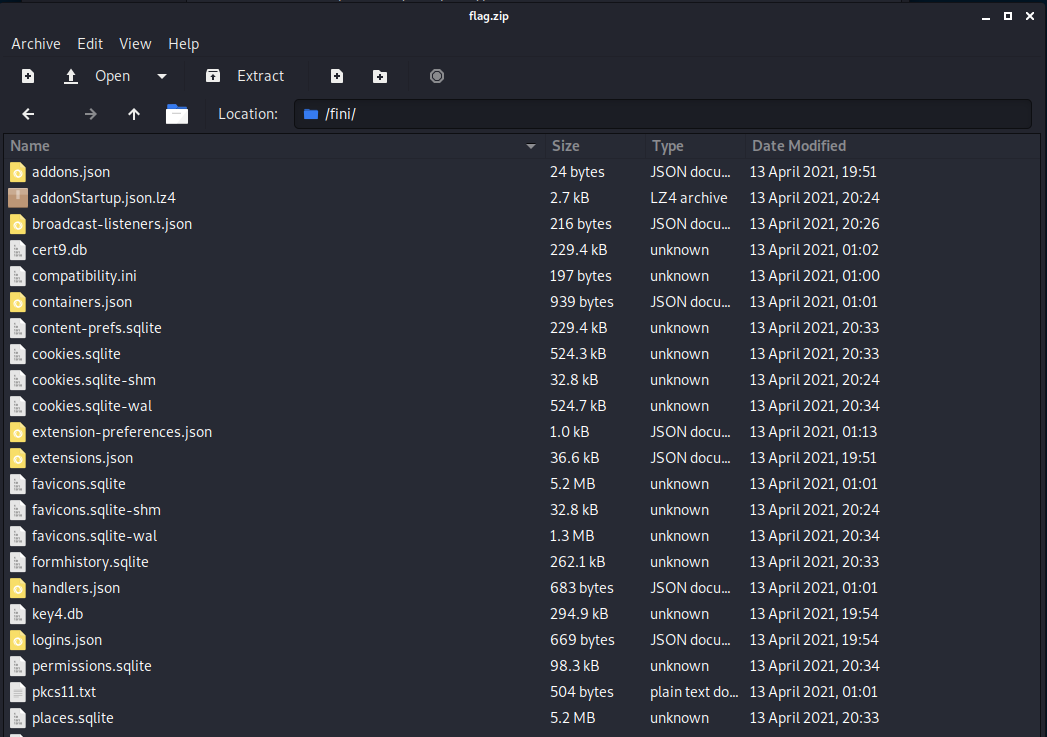 flag.zip
Archive Edit View Help
Open Extract
Location: /fini/
Name Size Type Date Modified
addons.json 24 bytes JSON docu... 13 April 2021, 19:51
addonStartup.json.lz4 2.7 kB LZ4 archive 13 April 2021, 20:24
broadcast-listeners.json 216 bytes JSON docu... 13 April 2021, 20:26
cert9.db 229.4 kB unknown 13 April 2021, 01:02
compatibility.ini 197 bytes unknown 13 April 2021, 01:00
containers.json 939 bytes JSON docu... 13 April 2021, 01:01
content-prefs.sqlite 229.4 kB unknown 13 April 2021, 20:33
cookies.sqlite 524.3 kB unknown 13 April 2021, 20:33
cookies.sqlite-shm 32.8 kB unknown 13 April 2021, 20:24
cookies.sqlite-wal 524.7 kB unknown 13 April 2021, 20:34
extension-preferences.json 1.0 kB JSON docu... 13 April 2021, 01:13
extensions.json 36.6 kB JSON docu... 13 April 2021, 19:51
favicons.sqlite 5.2 MB unknown 13 April 2021, 01:01
favicons.sqlite-shm 32.8 kB unknown 13 April 2021, 20:24
favicons.sqlite-wal 1.3 MB unknown 13 April 2021, 20:34
formhistory.sqlite 262.1 kB unknown 13 April 2021, 20:33
handlers.json 683 bytes JSON docu... 13 April 2021, 01:01
key4.db 294.9 kB unknown 13 April 2021, 19:54
logins.json 669 bytes JSON docu... 13 April 2021, 19:54
permissions.sqlite 98.3 kB unknown 13 April 2021, 20:34
pkcs11.txt 504 bytes plain text do... 13 April 2021, 01:01
places.sqlite 5.2 MB unknown 13 April 2021, 20:33